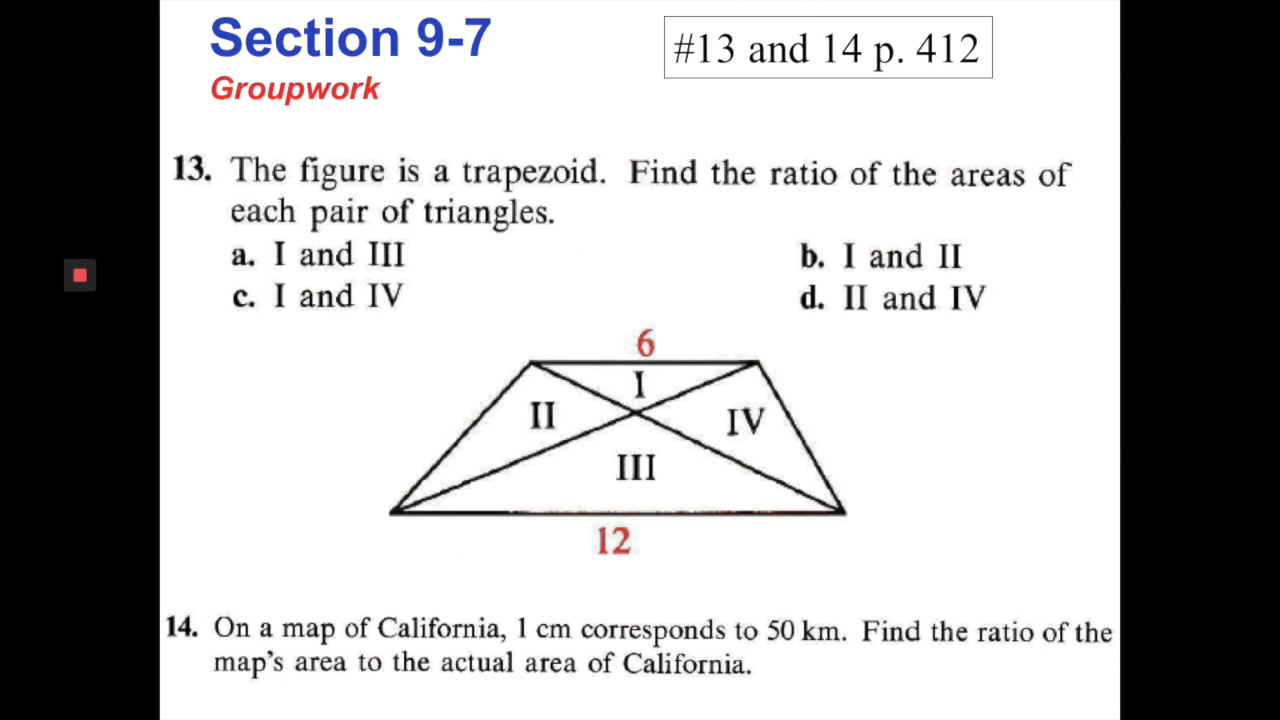 Section 9-7
#13 and 14 p. 412
Groupwork
13. The figure is a trapezoid. Find the ratio of the areas of
each pair of triangles.
a. I and III
b. I and II
c. I and IV
d. II and IV
6
I
II
IV
III
12
14. On a map of California, 1 cm corresponds to 50 km. Find the ratio of the
map's area to the actual area of California.